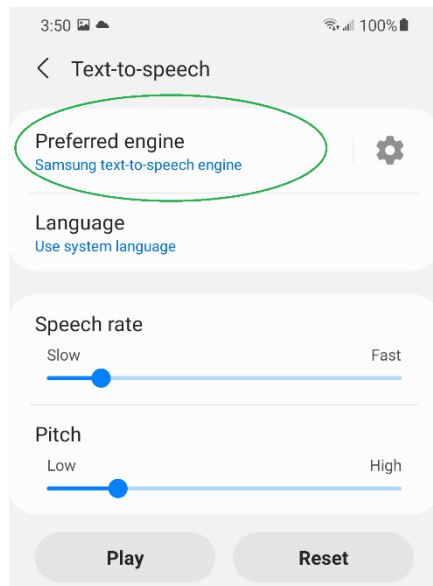 3:50 100%
Text-to-speech
Preferred engine
Samsung text-to-speech engine
Language
Use system language
Speech rate
Slow Fast
Pitch
Low High
Play Reset